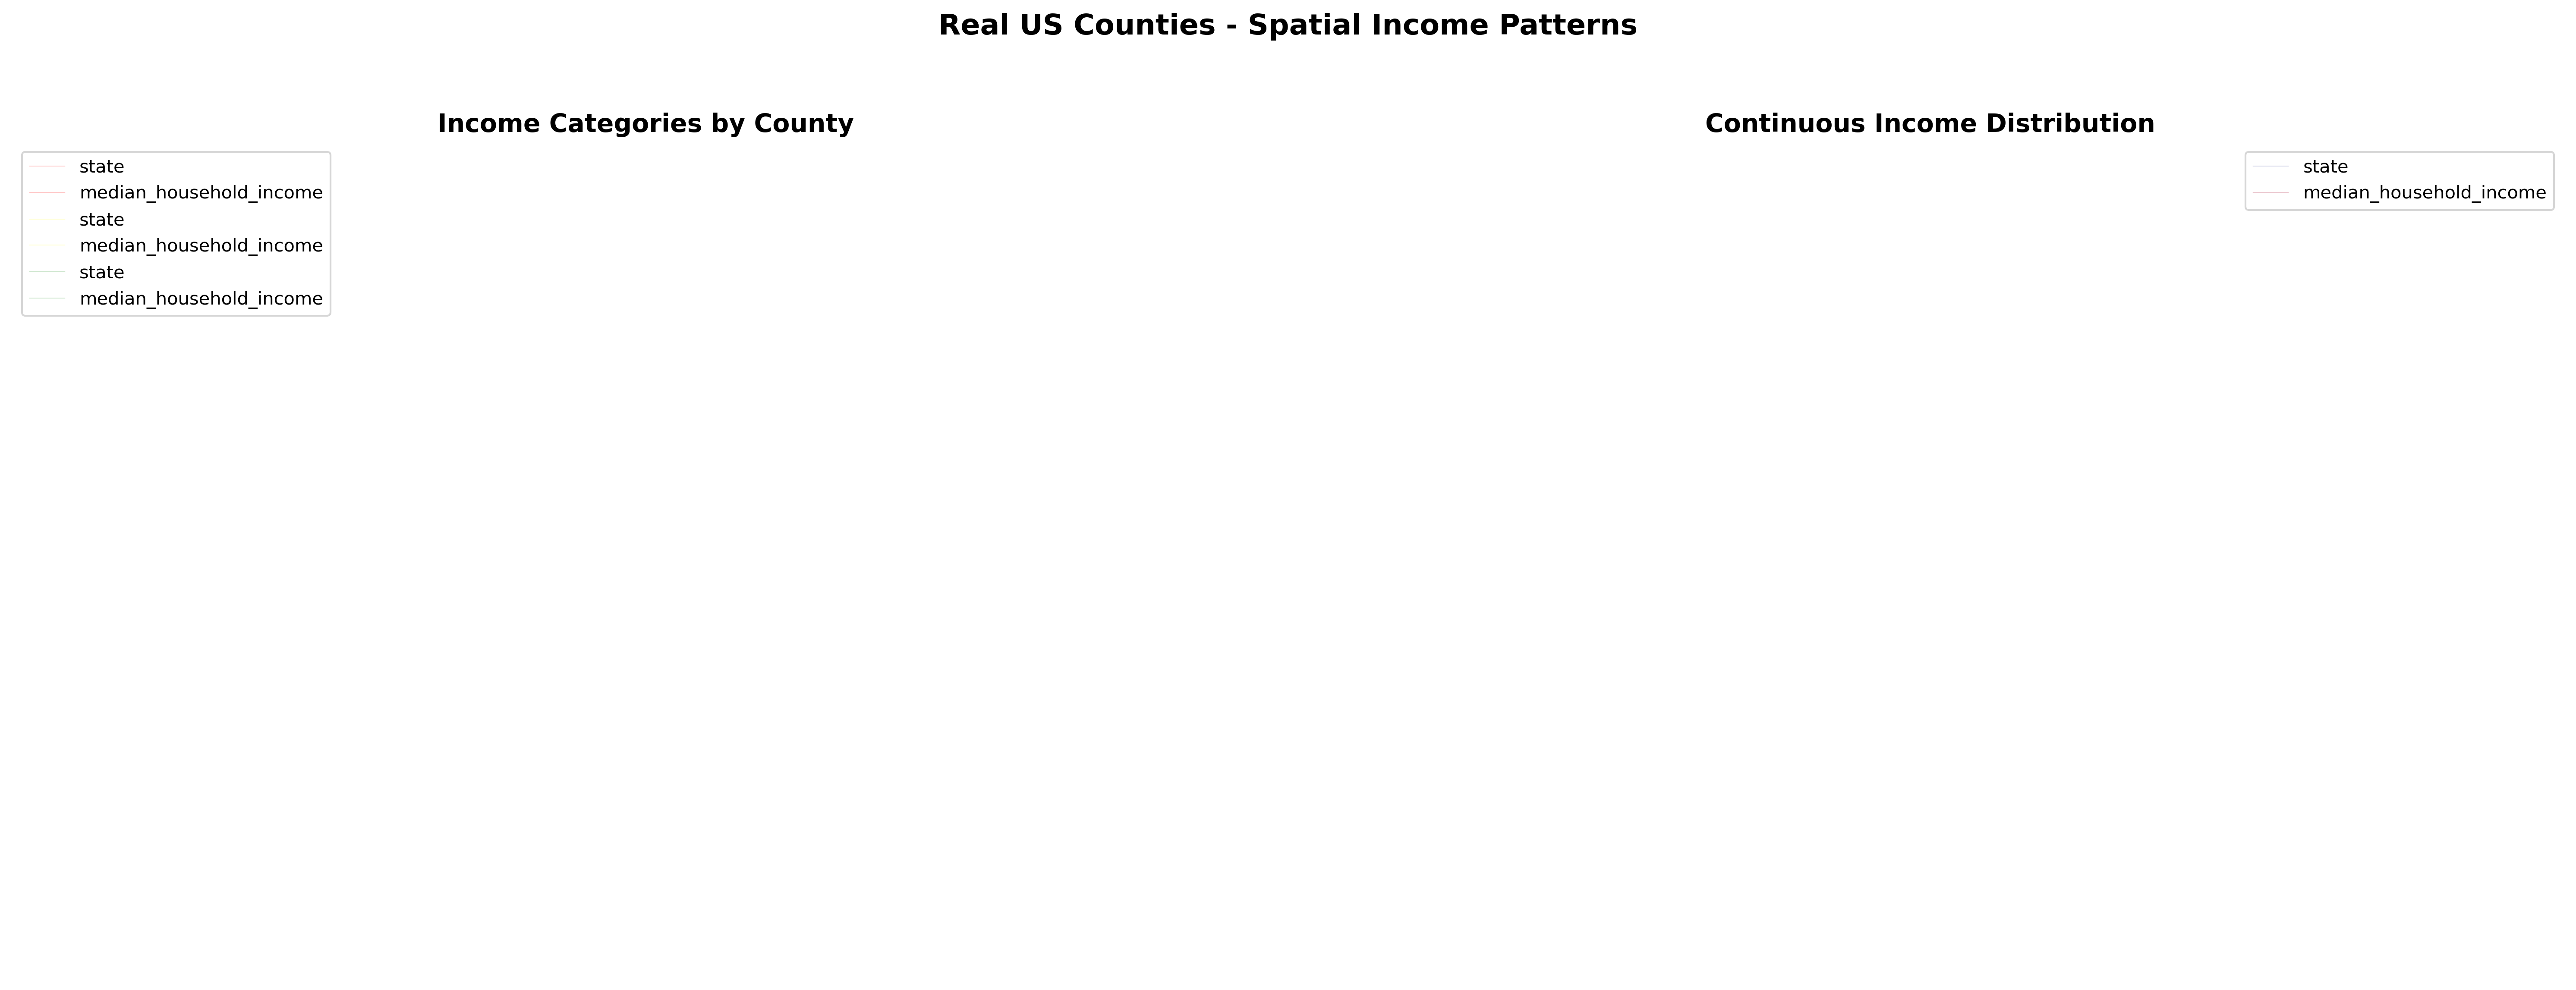 Real US Counties - Spatial Income Patterns
Income Categories by County
state
median_household_income
state
median_household_income
state
median_household_income
Continuous Income Distribution
state
median_household_income